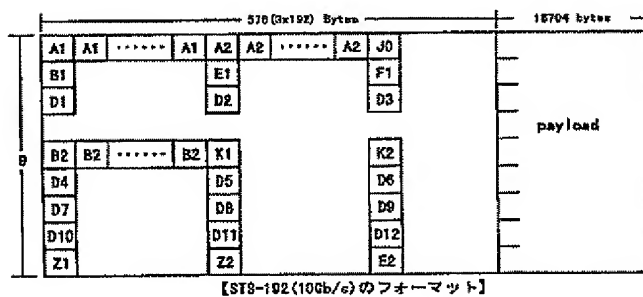 576(3x192) Bytes 16704 bytes
A1 A1 ······ A1 A2 A2 ······ A2 J0
B1 E1 F1
D1 D2 D3
payload
9
B2 B2 ······ B2 K1 K2
D4 D5 D6
D7 D8 D9
D10 D11 D12
Z1 Z2 E2
【STS-192(10Gb/s)のフォーマット】